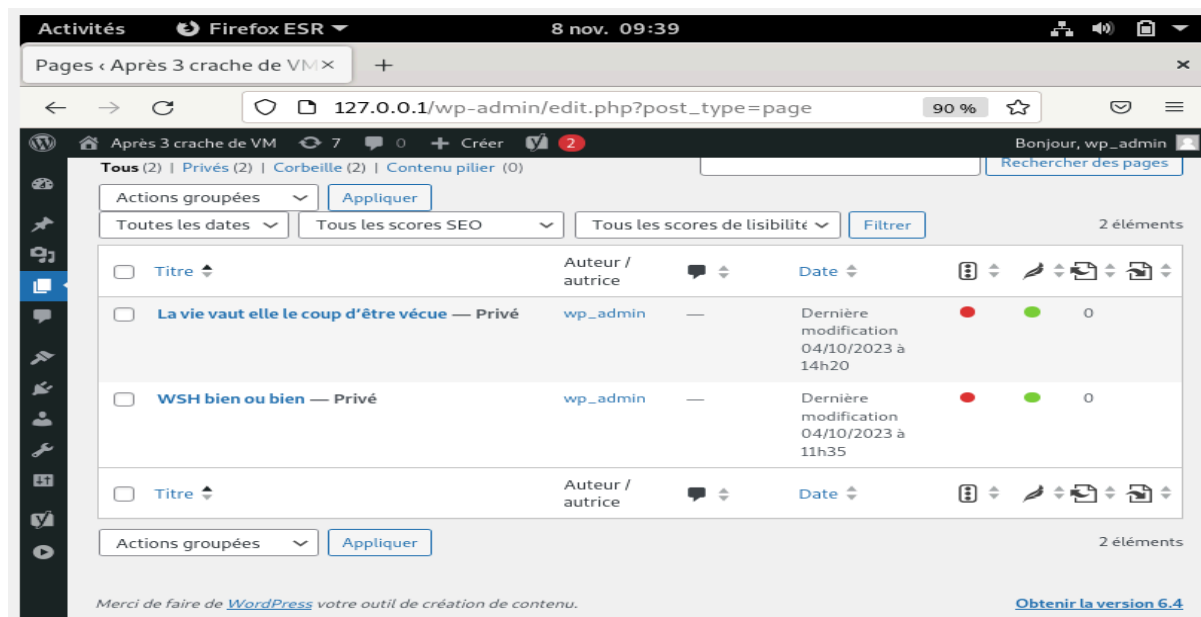 Activités Firefox ESR 8 nov. 09:39
Pages ‹ Après 3 crache de VM
127.0.0.1/wp-admin/edit.php?post_type=page 90 %
Après 3 crache de VM 7 0 + Créer 2 Bonjour, wp_admin
Tous (2) | Privés (2) | Corbeille (2) | Contenu pilier (0) Rechercher des pages
Actions groupées Appliquer
Toutes les dates Tous les scores SEO Tous les scores de lisibilité Filtrer 2 éléments
Titre Auteur / autrice Date
La vie vaut elle le coup d’être vécue — Privé wp_admin — Dernière modification 04/10/2023 à 14h20 0
WSH bien ou bien — Privé wp_admin — Dernière modification 04/10/2023 à 11h35 0
Titre Auteur / autrice Date
Actions groupées Appliquer 2 éléments
Merci de faire de WordPress votre outil de création de contenu. Obtenir la version 6.4